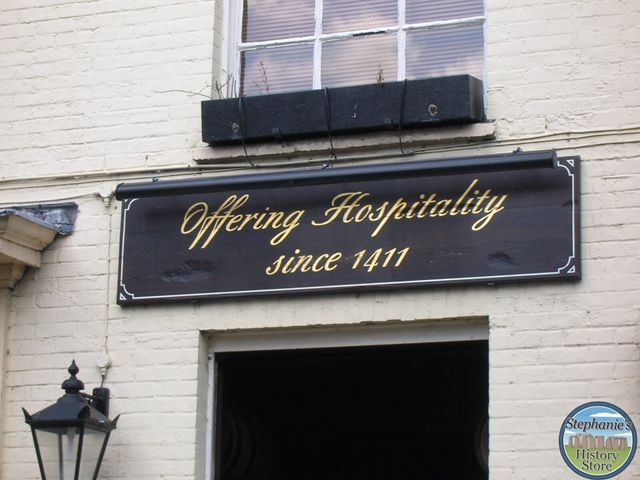 Offering Hospitality
since 1411
Stephanie's
History
Store